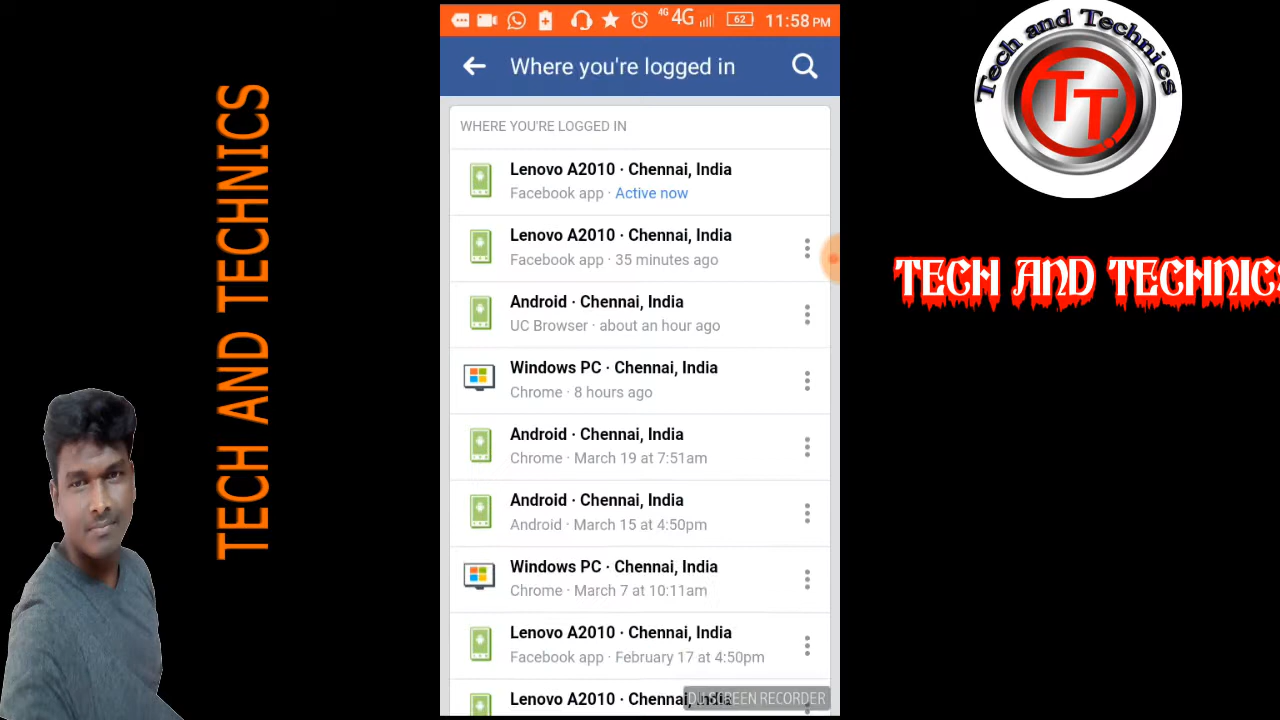 TECH AND TECHNICS
4G 4G 62 11:58 PM
Where you're logged in
WHERE YOU'RE LOGGED IN
Lenovo A2010 · Chennai, India
Facebook app · Active now
Lenovo A2010 · Chennai, India
Facebook app · 35 minutes ago
Android · Chennai, India
UC Browser · about an hour ago
Windows PC · Chennai, India
Chrome · 8 hours ago
Android · Chennai, India
Chrome · March 19 at 7:51am
Android · Chennai, India
Android · March 15 at 4:50pm
Windows PC · Chennai, India
Chrome · March 7 at 10:11am
Lenovo A2010 · Chennai, India
Facebook app · February 17 at 4:50pm
Lenovo A2010 · Chennai, India
DU SCREEN RECORDER
Tech and Technics
TT
TECH AND TECHNICS